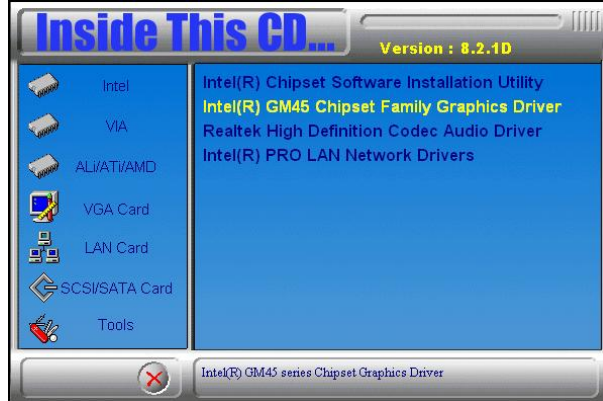 Inside This CD...
Version : 8.2.1D
Intel
VIA
ALi/ATi/AMD
VGA Card
LAN Card
SCSI/SATA Card
Tools
Intel(R) Chipset Software Installation Utility
Intel(R) GM45 Chipset Family Graphics Driver
Realtek High Definition Codec Audio Driver
Intel(R) PRO LAN Network Drivers
Intel(R) GM45 series Chipset Graphics Driver